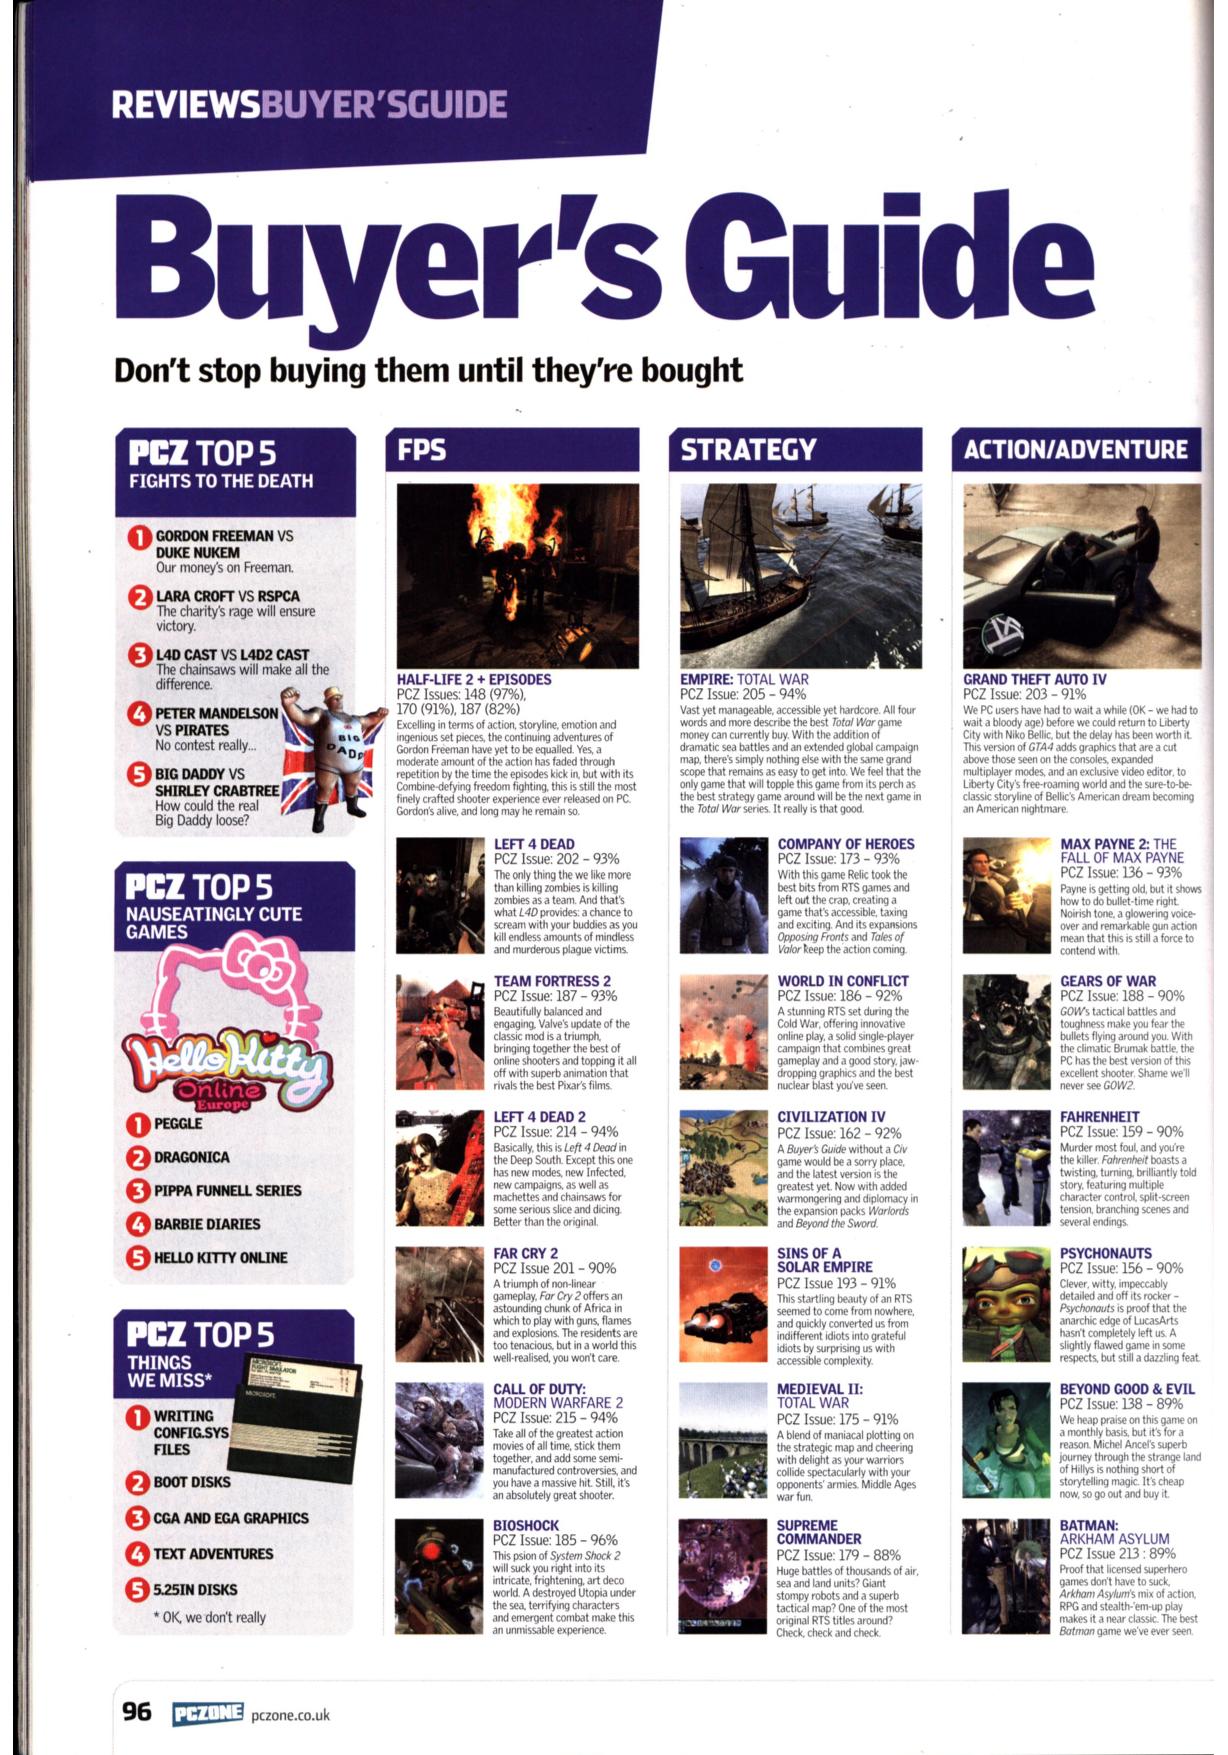 REVIEWSBUYER'SGUIDE
Buyer's Guide
Don't stop buying them until they're bought
PCZ TOP 5
FIGHTS TO THE DEATH
1 GORDON FREEMAN VS
DUKE NUKEM
Our money's on Freeman.
2 LARA CROFT VS RSPCA
The charity's rage will ensure
victory.
3 L4D CAST VS L4D2 CAST
The chainsaws will make all the
difference.
4 PETER MANDELSON
VS PIRATES
No contest really...
5 BIG DADDY VS
SHIRLEY CRABTREE
How could the real
Big Daddy loose?
BIG
DADDY
PCZ TOP 5
NAUSEATINGLY CUTE
GAMES
Hello Kitty
Online
Europe
1 PEGGLE
2 DRAGONICA
3 PIPPA FUNNELL SERIES
4 BARBIE DIARIES
5 HELLO KITTY ONLINE
PCZ TOP 5
THINGS
WE MISS*
MICROSOFT
FLIGHT SIMULATOR
MICROSOFT
1 WRITING
CONFIG.SYS
FILES
2 BOOT DISKS
3 CGA AND EGA GRAPHICS
4 TEXT ADVENTURES
5 5.25IN DISKS
* OK, we don't really
FPS
HALF-LIFE 2 + EPISODES
PCZ Issues: 148 (97%),
170 (91%), 187 (82%)
Excelling in terms of action, storyline, emotion and
ingenious set pieces, the continuing adventures of
Gordon Freeman have yet to be equalled. Yes, a
moderate amount of the action has faded through
repetition by the time the episodes kick in, but with its
Combine-defying freedom fighting, this is still the most
finely crafted shooter experience ever released on PC.
Gordon's alive, and long may he remain so.
LEFT 4 DEAD
PCZ Issue: 202 – 93%
The only thing the we like more
than killing zombies is killing
zombies as a team. And that's
what L4D provides: a chance to
scream with your buddies as you
kill endless amounts of mindless
and murderous plague victims.
TEAM FORTRESS 2
PCZ Issue: 187 – 93%
Beautifully balanced and
engaging, Valve's update of the
classic mod is a triumph,
bringing together the best of
online shooters and topping it all
off with superb animation that
rivals the best Pixar's films.
LEFT 4 DEAD 2
PCZ Issue: 214 – 94%
Basically, this is Left 4 Dead in
the Deep South. Except this one
has new modes, new Infected,
new campaigns, as well as
machettes and chainsaws for
some serious slice and dicing.
Better than the original.
FAR CRY 2
PCZ Issue 201 – 90%
A triumph of non-linear
gameplay, Far Cry 2 offers an
astounding chunk of Africa in
which to play with guns, flames
and explosions. The residents are
too tenacious, but in a world this
well-realised, you won't care.
CALL OF DUTY:
MODERN WARFARE 2
PCZ Issue: 215 – 94%
Take all of the greatest action
movies of all time, stick them
together, and add some semi-
manufactured controversies, and
you have a massive hit. Still, it's
an absolutely great shooter.
BIOSHOCK
PCZ Issue: 185 – 96%
This psion of System Shock 2
will suck you right into its
intricate, frightening, art deco
world. A destroyed Utopia under
the sea, terrifying characters
and emergent combat make this
an unmissable experience.
STRATEGY
EMPIRE: TOTAL WAR
PCZ Issue: 205 – 94%
Vast yet manageable, accessible yet hardcore. All four
words and more describe the best Total War game
money can currently buy. With the addition of
dramatic sea battles and an extended global campaign
map, there's simply nothing else with the same grand
scope that remains as easy to get into. We feel that the
only game that will topple this game from its perch as
the best strategy game around will be the next game in
the Total War series. It really is that good.
COMPANY OF HEROES
PCZ Issue: 173 – 93%
With this game Relic took the
best bits from RTS games and
left out the crap, creating a
game that's accessible, taxing
and exciting. And its expansions
Opposing Fronts and Tales of
Valor keep the action coming.
WORLD IN CONFLICT
PCZ Issue: 186 – 92%
A stunning RTS set during the
Cold War, offering innovative
online play, a solid single-player
campaign that combines great
gameplay and a good story, jaw-
dropping graphics and the best
nuclear blast you've seen.
CIVILIZATION IV
PCZ Issue: 162 – 92%
A Buyer's Guide without a Civ
game would be a sorry place,
and the latest version is the
greatest yet. Now with added
warmongering and diplomacy in
the expansion packs Warlords
and Beyond the Sword.
SINS OF A
SOLAR EMPIRE
PCZ Issue 193 – 91%
This startling beauty of an RTS
seemed to come from nowhere,
and quickly converted us from
indifferent idiots into grateful
idiots by surprising us with
accessible complexity.
MEDIEVAL II:
TOTAL WAR
PCZ Issue: 175 – 91%
A blend of maniacal plotting on
the strategic map and cheering
with delight as your warriors
collide spectacularly with your
opponents' armies. Middle Ages
war fun.
SUPREME
COMMANDER
PCZ Issue: 179 – 88%
Huge battles of thousands of air,
sea and land units? Giant
stompy robots and a superb
tactical map? One of the most
original RTS titles around?
Check, check and check.
ACTION/ADVENTURE
GRAND THEFT AUTO IV
PCZ Issue: 203 – 91%
We PC users have had to wait a while (OK – we had to
wait a bloody age) before we could return to Liberty
City with Niko Bellic, but the delay has been worth it.
This version of GTA4 adds graphics that are a cut
above those seen on the consoles, expanded
multiplayer modes, and an exclusive video editor, to
Liberty City's free-roaming world and the sure-to-be-
classic storyline of Bellic's American dream becoming
an American nightmare.
MAX PAYNE 2: THE
FALL OF MAX PAYNE
PCZ Issue: 136 – 93%
Payne is getting old, but it shows
how to do bullet-time right.
Noirish tone, a glowering voice-
over and remarkable gun action
mean that this is still a force to
contend with.
GEARS OF WAR
PCZ Issue: 188 – 90%
GOW's tactical battles and
toughness make you fear the
bullets flying around you. With
the climatic Brumak battle, the
PC has the best version of this
excellent shooter. Shame we'll
never see GOW2.
FAHRENHEIT
PCZ Issue: 159 – 90%
Murder most foul, and you're
the killer. Fahrenheit boasts a
twisting, turning, brilliantly told
story, featuring multiple
character control, split-screen
tension, branching scenes and
several endings.
PSYCHONAUTS
PCZ Issue: 156 – 90%
Clever, witty, impeccably
detailed and off its rocker –
Psychonauts is proof that the
anarchic edge of LucasArts
hasn't completely left us. A
slightly flawed game in some
respects, but still a dazzling feat.
BEYOND GOOD & EVIL
PCZ Issue: 138 – 89%
We heap praise on this game on
a monthly basis, but it's for a
reason. Michel Ancel's superb
journey through the strange land
of Hillys is nothing short of
storytelling magic. It's cheap
now, so go out and buy it.
BATMAN:
ARKHAM ASYLUM
PCZ Issue 213 : 89%
Proof that licensed superhero
games don't have to suck,
Arkham Asylum's mix of action,
RPG and stealth-'em-up play
makes it a near classic. The best
Batman game we've ever seen.
96 PCZONE pczone.co.uk